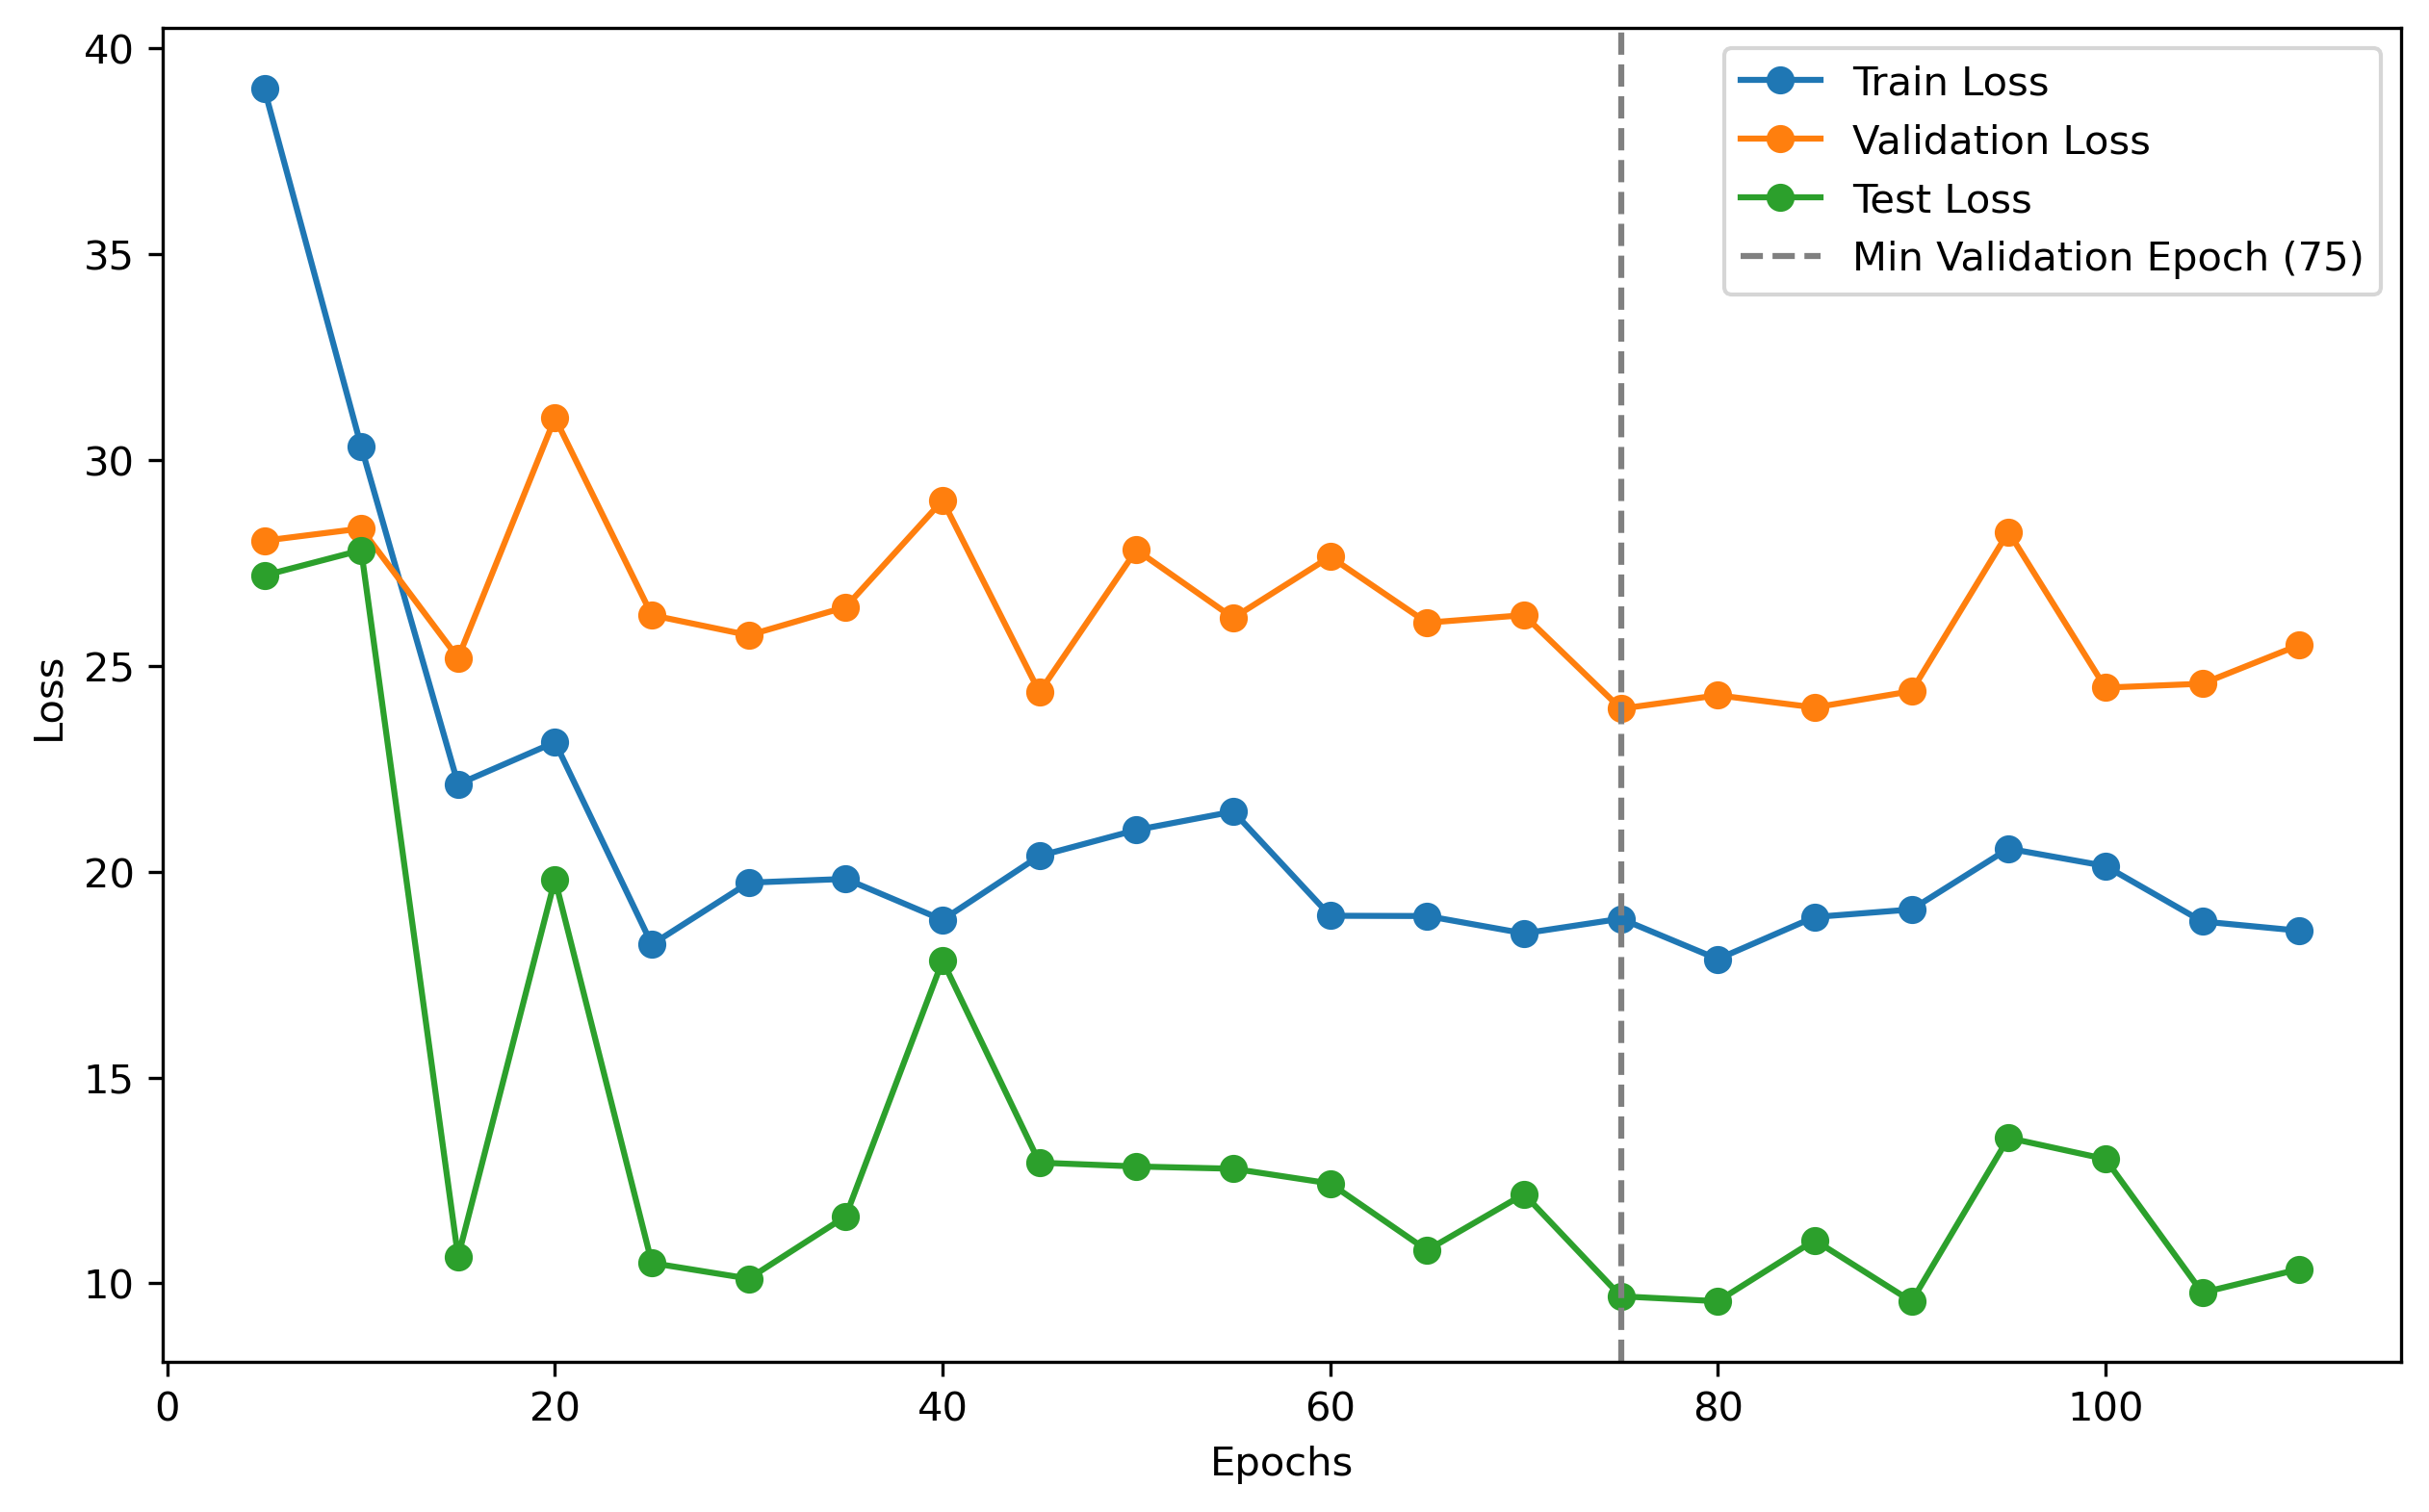 40
35
30
25
20
15
10
Loss
0 20 40 60 80 100
Epochs
Train Loss
Validation Loss
Test Loss
Min Validation Epoch (75)